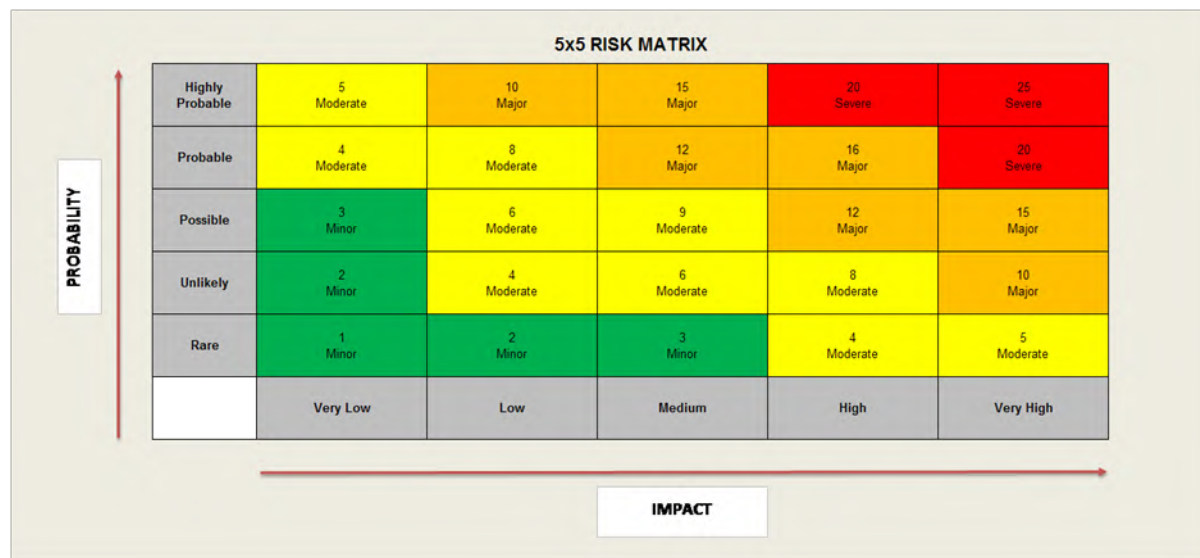 5x5 RISK MATRIX
Highly
Probable
5
Moderate
10
Major
15
Major
20
Severe
25
Severe
Probable
4
Moderate
8
Moderate
12
Major
16
Major
20
Severe
PROBABILITY
Possible
3
Minor
6
Moderate
9
Moderate
12
Major
15
Major
Unlikely
2
Minor
4
Moderate
6
Moderate
8
Moderate
10
Major
Rare
1
Minor
2
Minor
3
Minor
4
Moderate
5
Moderate
Very Low
Low
Medium
High
Very High
IMPACT